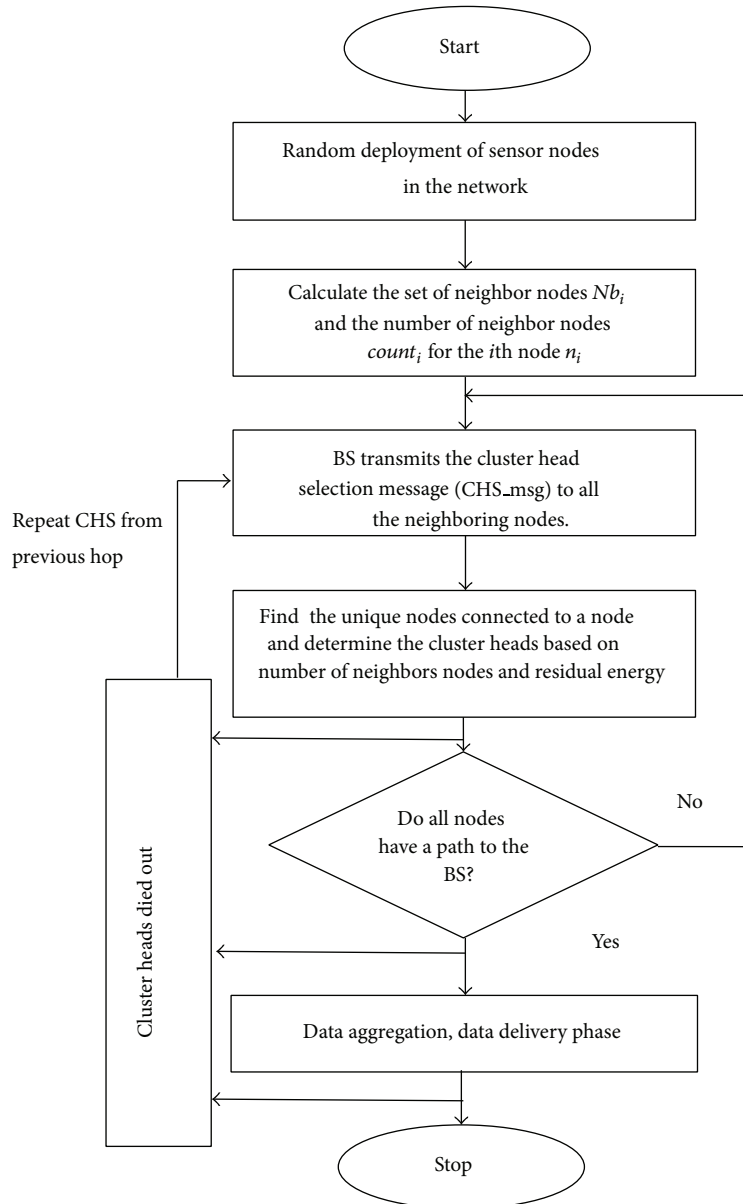 Start
Random deployment of sensor nodes
in the network
Calculate the set of neighbor nodes Nb_i
and the number of neighbor nodes
count_i for the ith node n_i
BS transmits the cluster head
selection message (CHS_msg) to all
the neighboring nodes.
Repeat CHS from
previous hop
Find the unique nodes connected to a node
and determine the cluster heads based on
number of neighbors nodes and residual energy
Cluster heads died out
Do all nodes
have a path to the
BS?
No
Yes
Data aggregation, data delivery phase
Stop